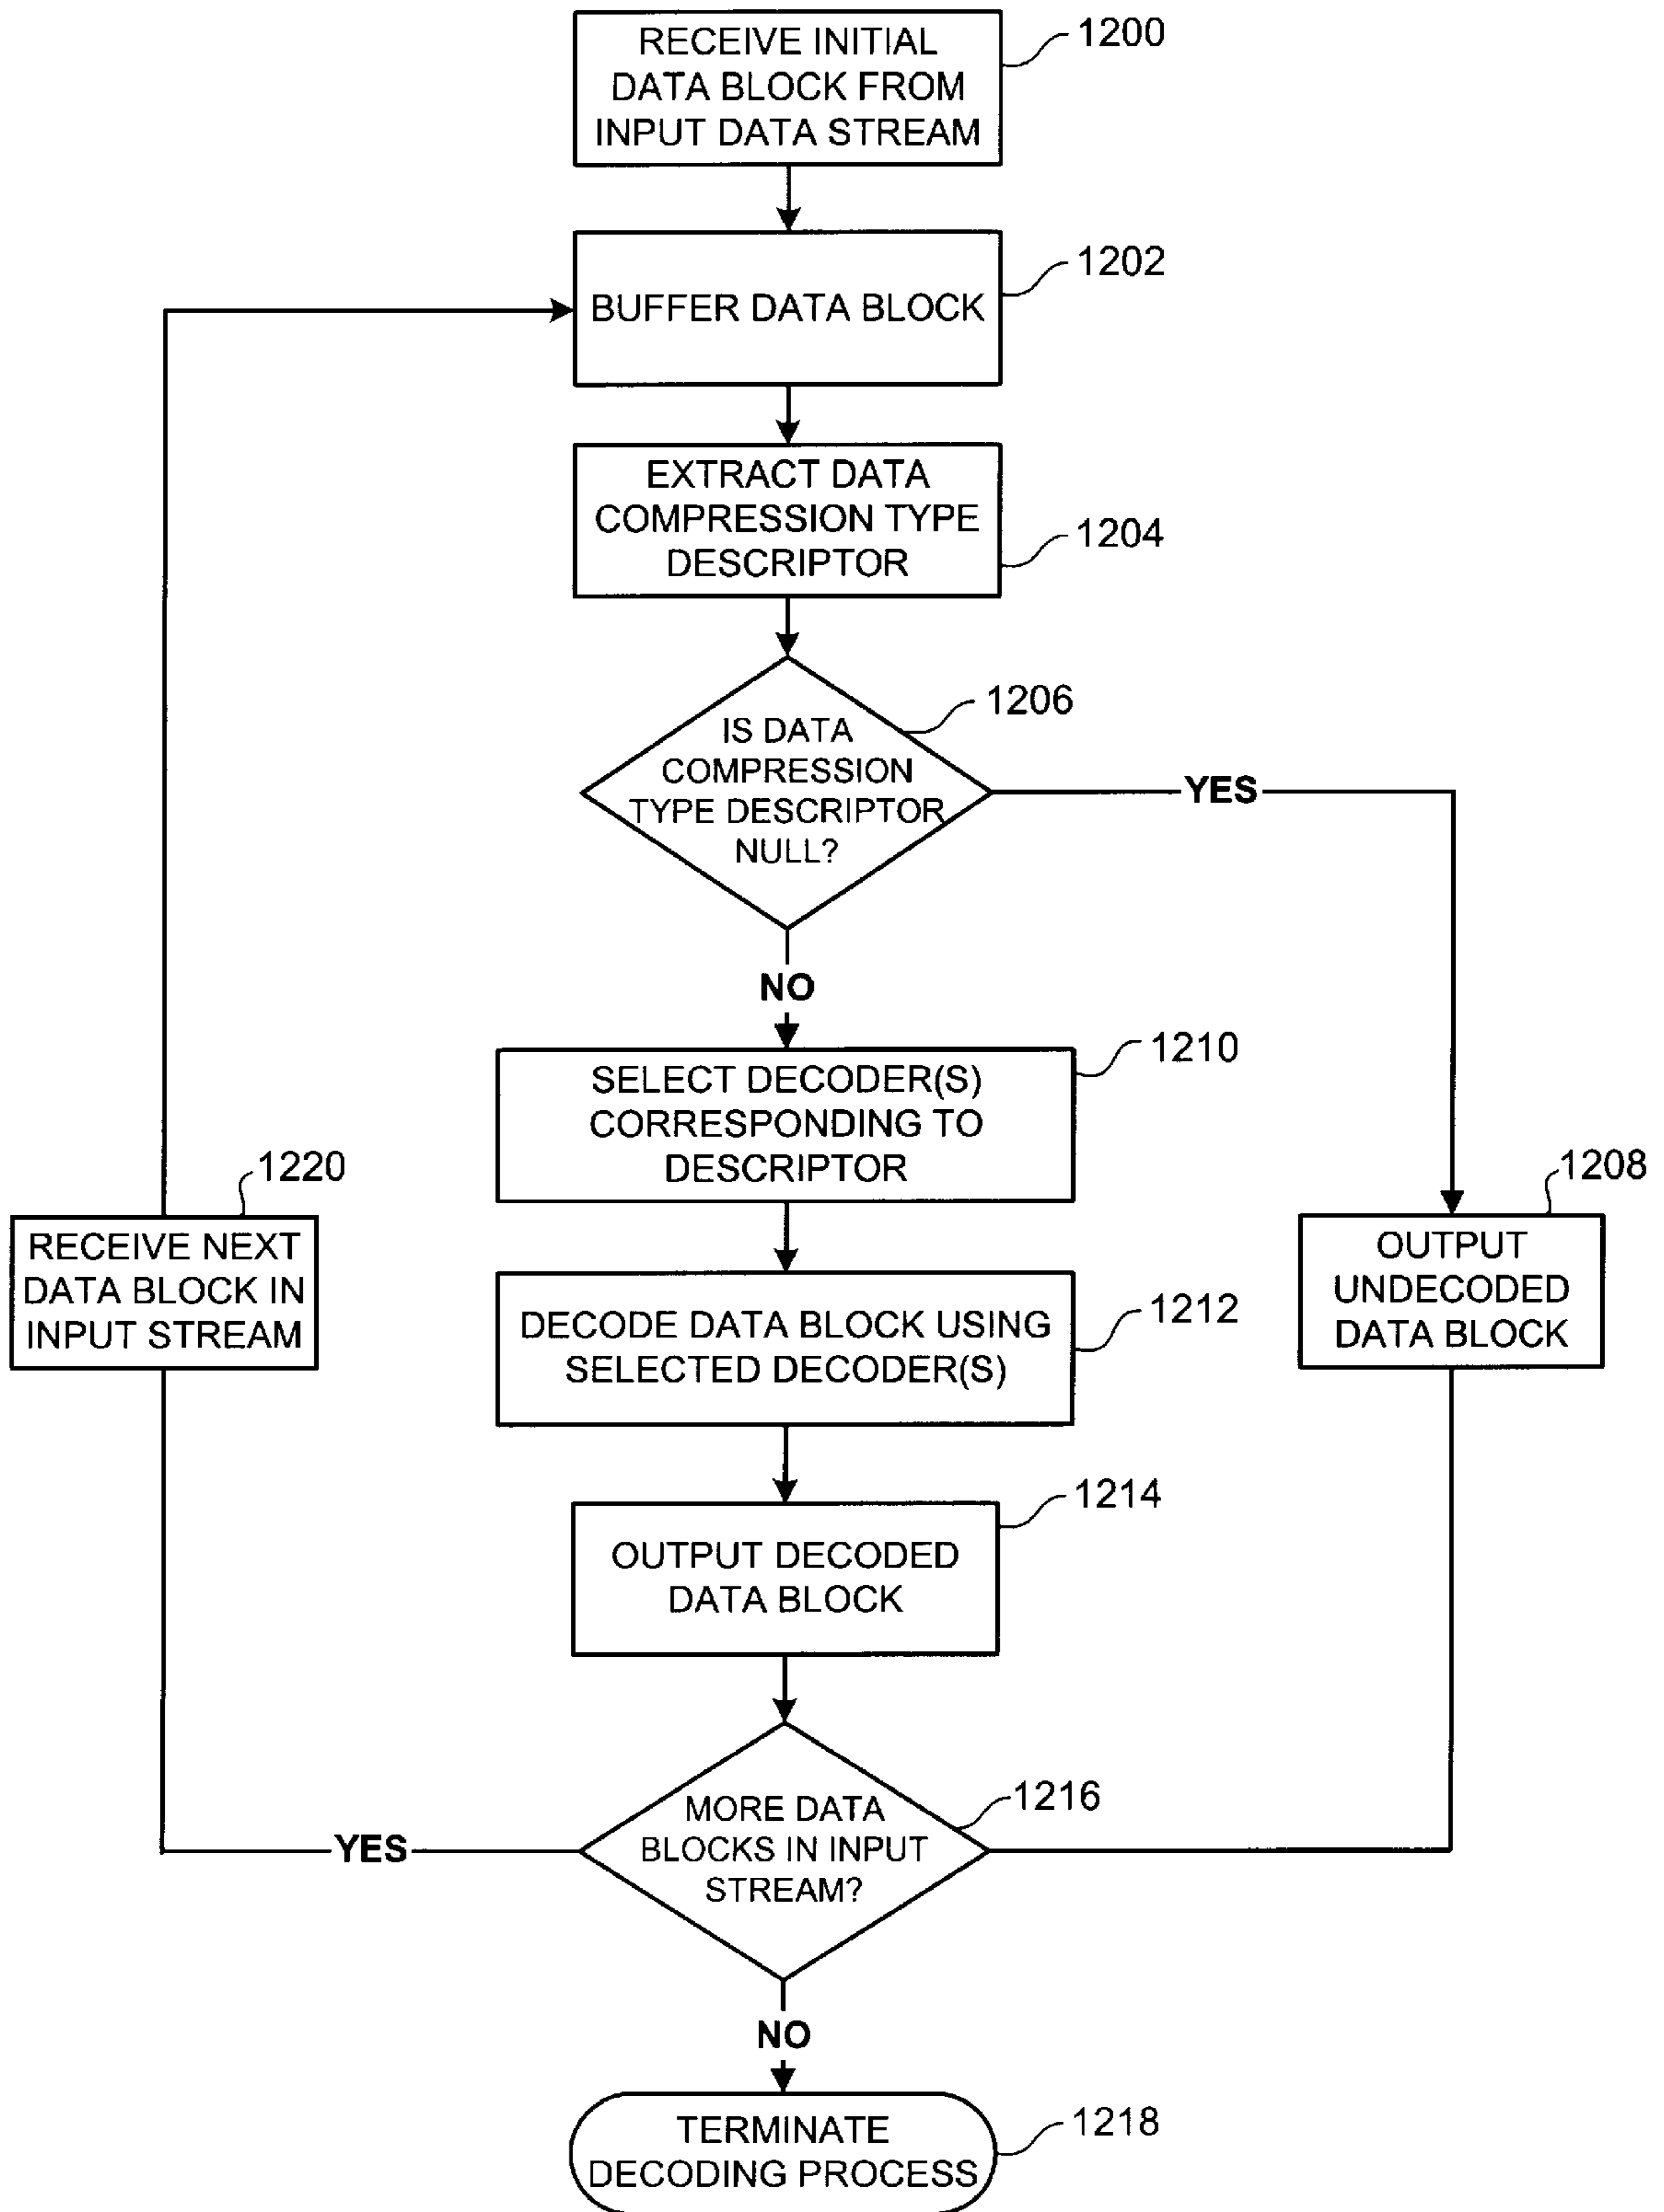 RECEIVE INITIAL
DATA BLOCK FROM
INPUT DATA STREAM
1200
BUFFER DATA BLOCK
1202
EXTRACT DATA
COMPRESSION TYPE
DESCRIPTOR
1204
IS DATA
COMPRESSION
TYPE DESCRIPTOR
NULL?
1206
YES
NO
SELECT DECODER(S)
CORRESPONDING TO
DESCRIPTOR
1210
RECEIVE NEXT
DATA BLOCK IN
INPUT STREAM
1220
OUTPUT
UNDECODED
DATA BLOCK
1208
DECODE DATA BLOCK USING
SELECTED DECODER(S)
1212
OUTPUT DECODED
DATA BLOCK
1214
MORE DATA
BLOCKS IN INPUT
STREAM?
1216
YES
NO
TERMINATE
DECODING PROCESS
1218